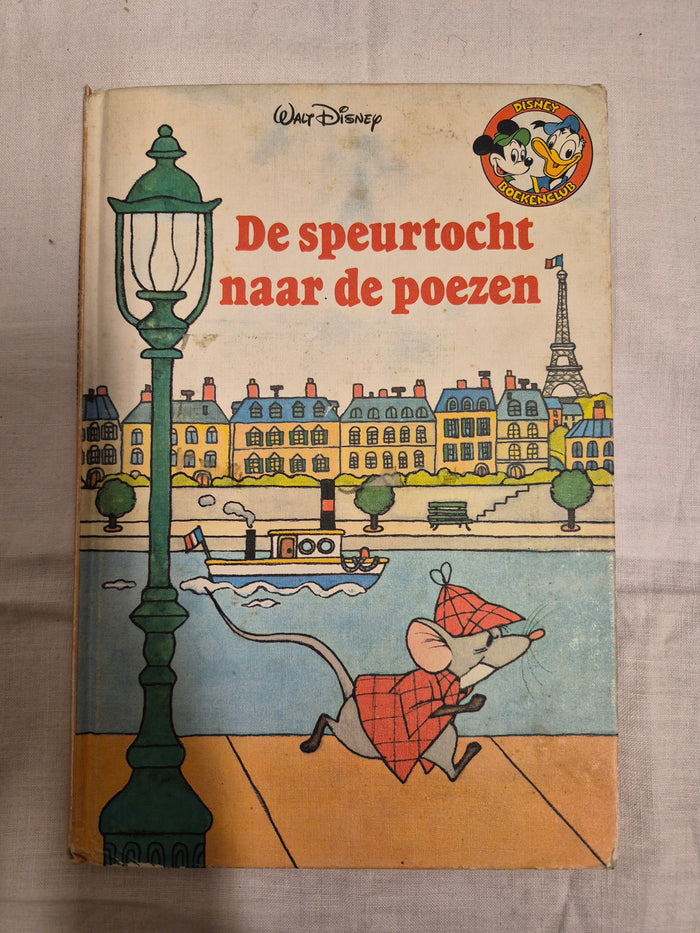 Walt Disney
DISNEY
BOEKENCLUB
De speurtocht
naar de poezen